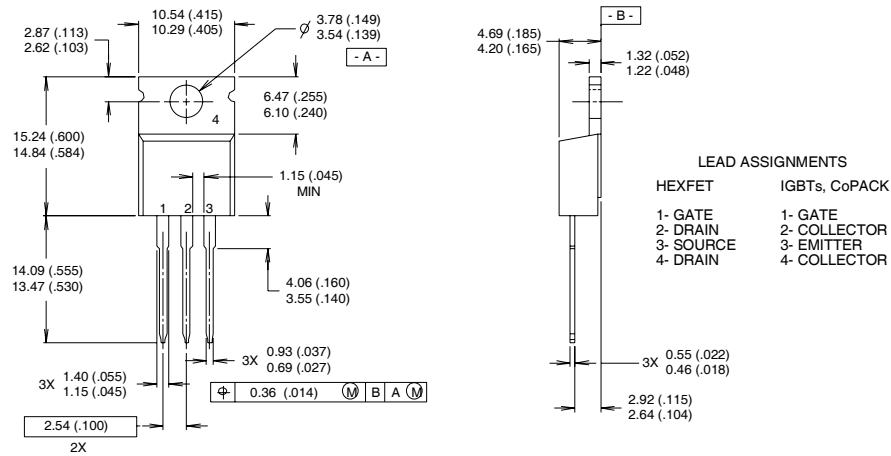 10.54 (.415)
10.29 (.405)
2.87 (.113)
2.62 (.103)
ø 3.78 (.149)
3.54 (.139)
- A -
6.47 (.255)
6.10 (.240)
4
15.24 (.600)
14.84 (.584)
1.15 (.045)
MIN
1 2 3
14.09 (.555)
13.47 (.530)
4.06 (.160)
3.55 (.140)
3X 0.93 (.037)
0.69 (.027)
3X 1.40 (.055)
1.15 (.045)
⌖ 0.36 (.014) Ⓜ B A Ⓜ
2.54 (.100)
2X
- B -
4.69 (.185)
4.20 (.165)
1.32 (.052)
1.22 (.048)
3X 0.55 (.022)
0.46 (.018)
2.92 (.115)
2.64 (.104)
LEAD ASSIGNMENTS
HEXFET IGBTs, CoPACK
1- GATE 1- GATE
2- DRAIN 2- COLLECTOR
3- SOURCE 3- EMITTER
4- DRAIN 4- COLLECTOR